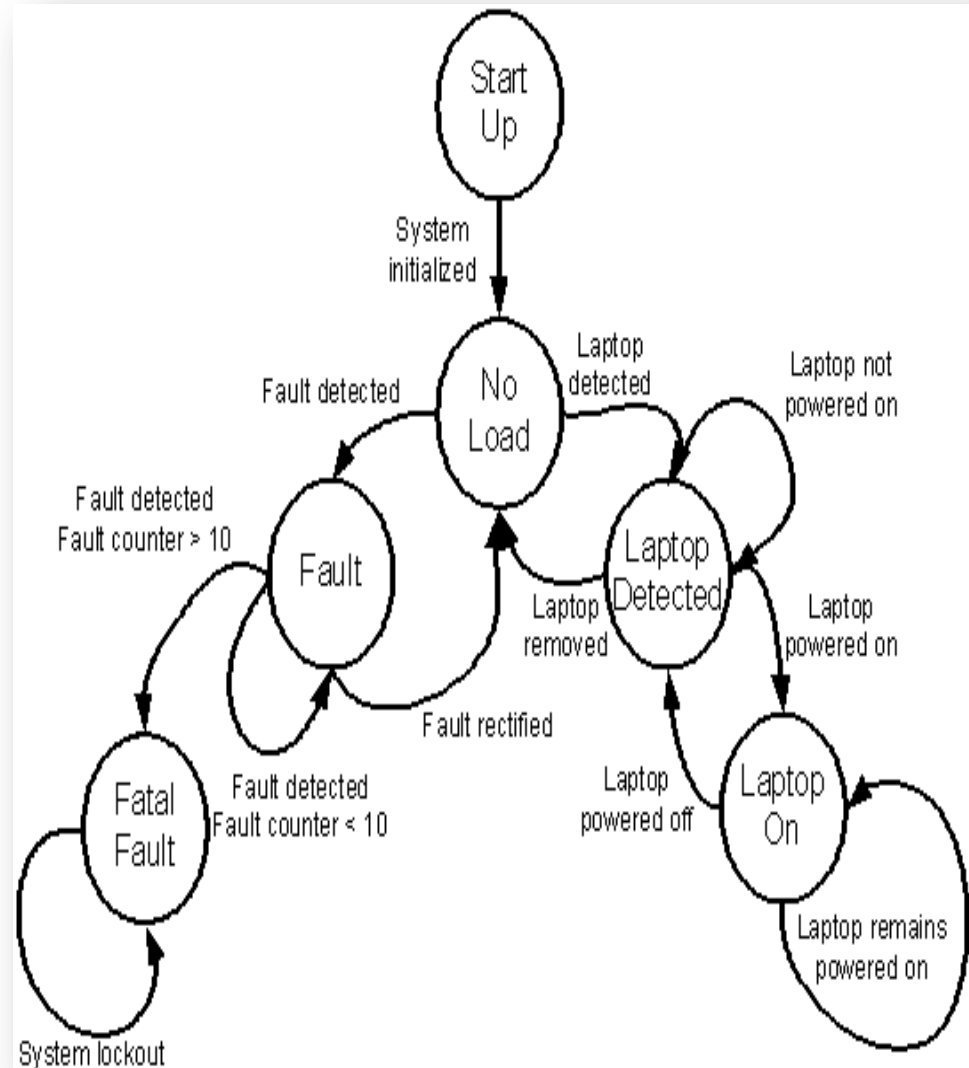 Start
Up
System
initialized
No
Load
Fault detected
Laptop
detected
Laptop not
powered on
Fault detected
Fault counter > 10
Fault
Laptop
Detected
Laptop
removed
Laptop
powered on
Fault rectified
Fault detected
Fault counter < 10
Laptop
powered off
Laptop
On
Fatal
Fault
Laptop remains
powered on
System lockout